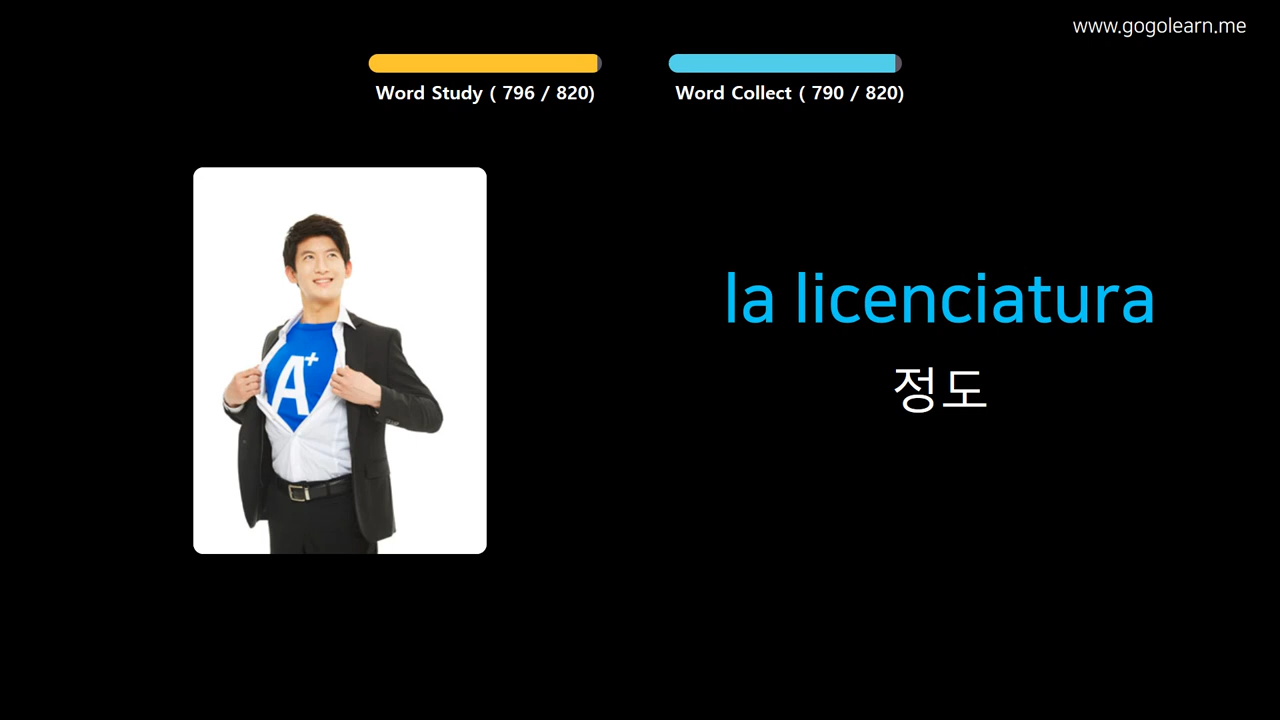 www.gogolearn.me
Word Study ( 796 / 820)
Word Collect ( 790 / 820)
A+
la licenciatura
정도